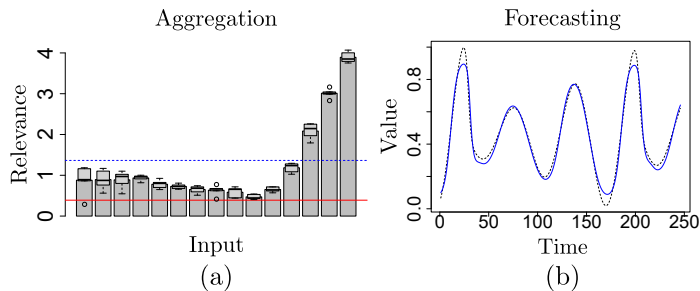 Aggregation
Relevance
0 1 2 3 4
Input
(a)
Forecasting
Value
0.0 0.4 0.8
0 50 100 150 200 250
Time
(b)